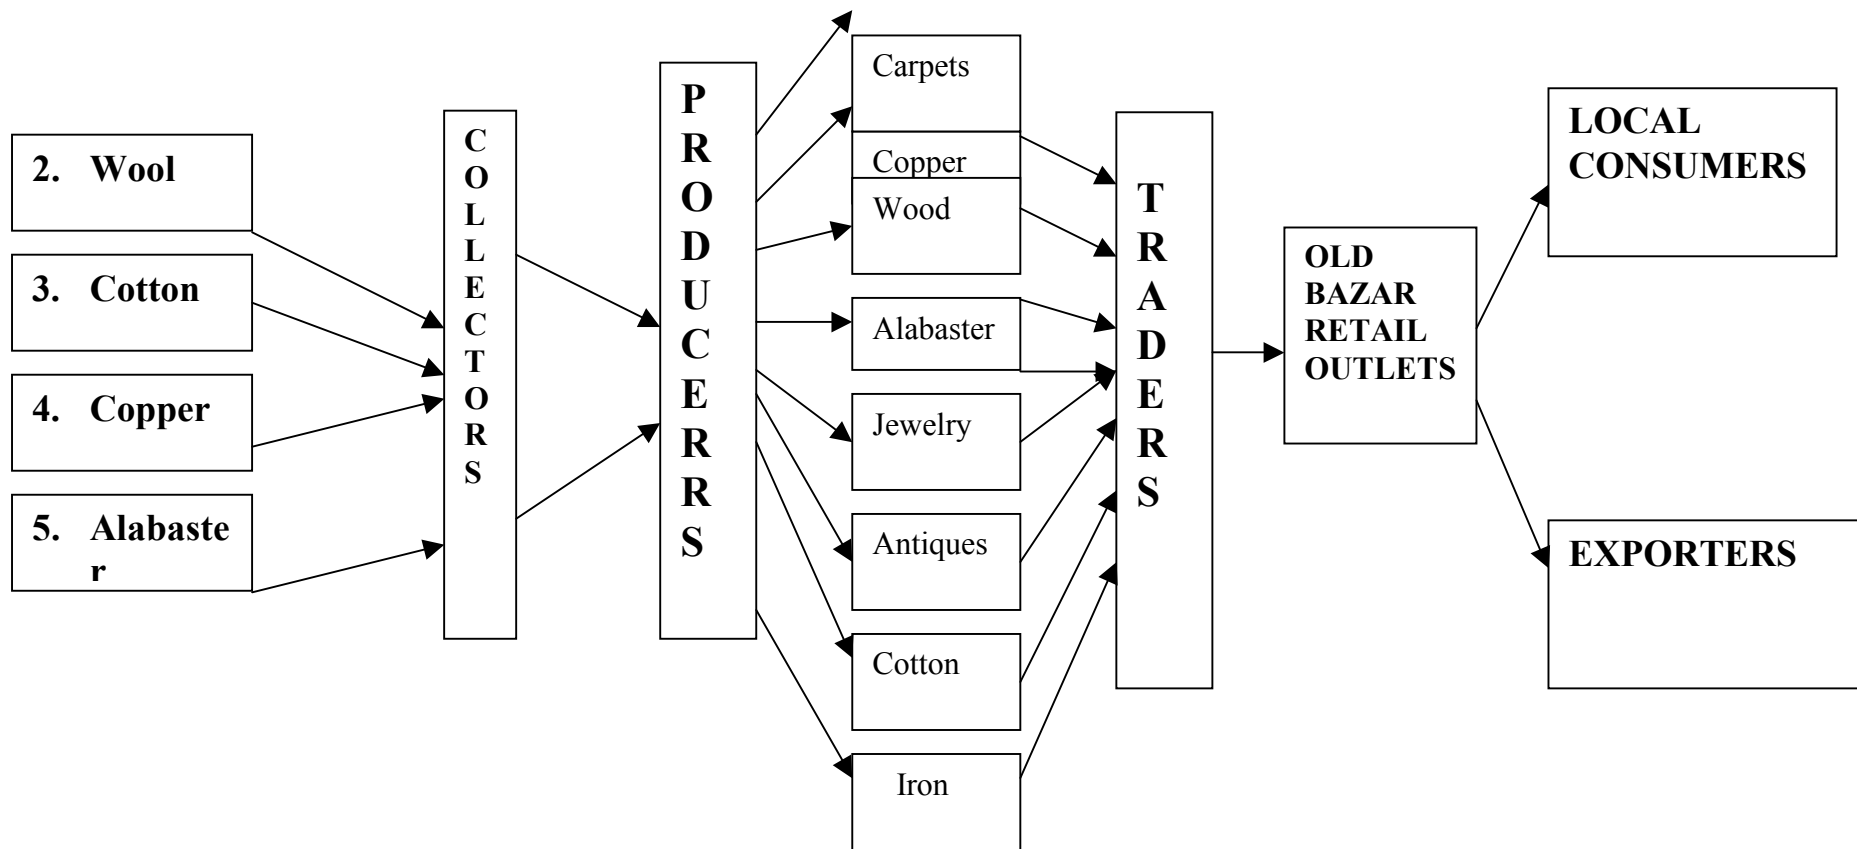 2. Wool
3. Cotton
4. Copper
5. Alabaste
r
C
O
L
L
E
C
T
O
R
S
P
R
O
D
U
C
E
R
R
S
Carpets
Copper
Wood
Alabaster
Jewelry
Antiques
Cotton
Iron
T
R
A
D
E
R
S
OLD
BAZAR
RETAIL
OUTLETS
LOCAL
CONSUMERS
EXPORTERS